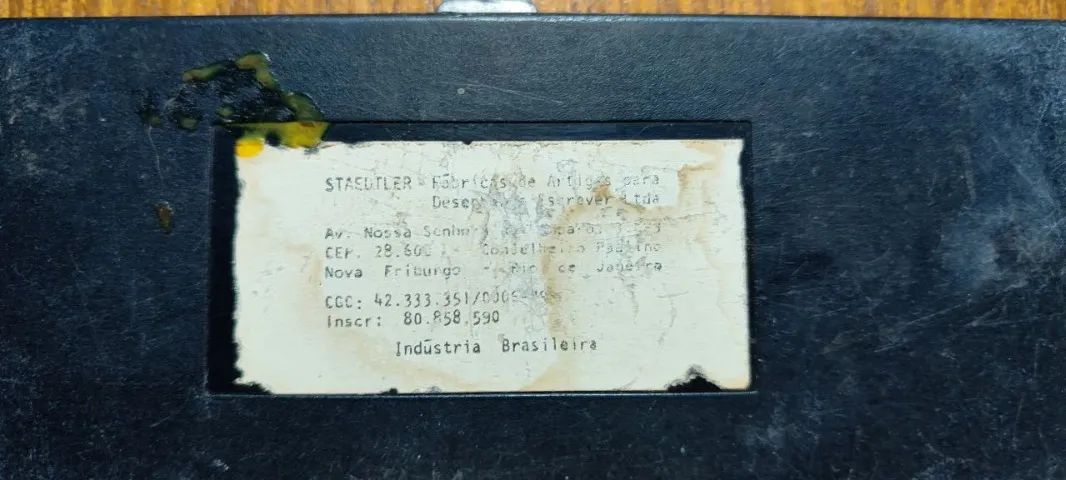 STAEDTLER - Fábricas de Artigos para
Desenhar e Escrever Ltda
Av. Nossa Senhora
CEP. 28.600 - Conselheiro Paulino
Nova Friburgo - Rio de Janeiro
CGC: 42.333.351/
Inscr: 80.858.590
Indústria Brasileira